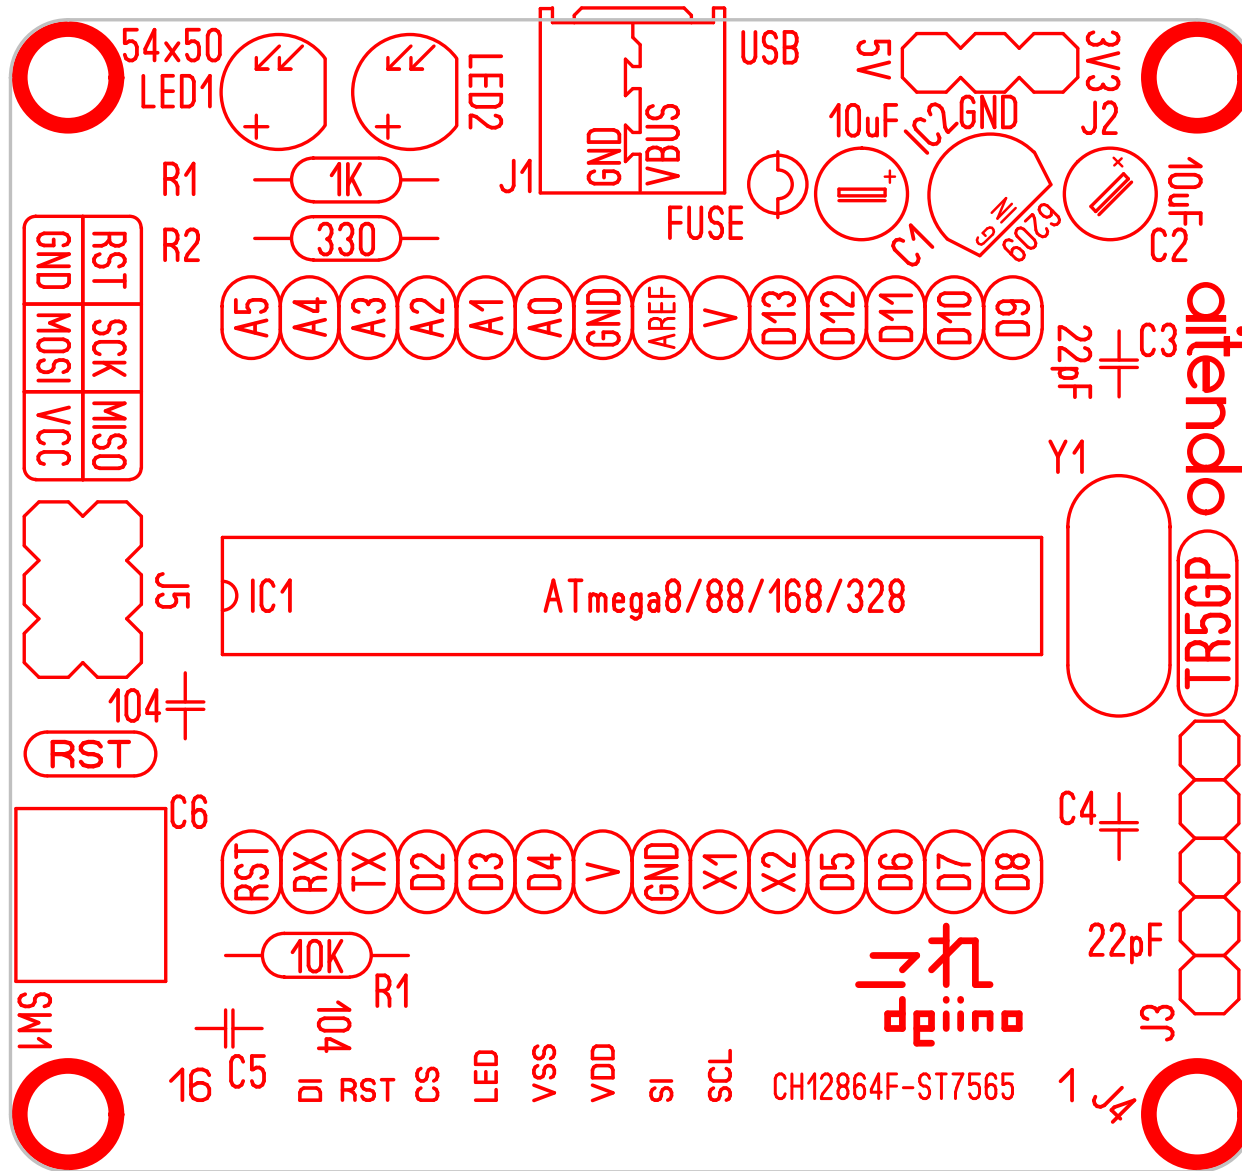 54x50
LED1
LED2
USB
5V
3V3
GND
J2
10uF
IC2
R1
1K
J1
GND
VBUS
FUSE
C1
IN
G
6209
10uF
C2
R2
330
GND RST
MOSI SCK
VCC MISO
A5 A4 A3 A2 A1 A0 GND AREF V D13 D12 D11 D10 D9
22pF
C3
aitendo
Y1
J5
IC1
ATmega8/88/168/328
TR5GP
104
RST
C6
C4
RST RX TX D2 D3 D4 V GND X1 X2 D5 D6 D7 D8
10K
R1
22pF
SW1
104
C5
J3
16
DI RST CS LED VSS VDD SI SCL
CH12864F-ST7565
1
J4